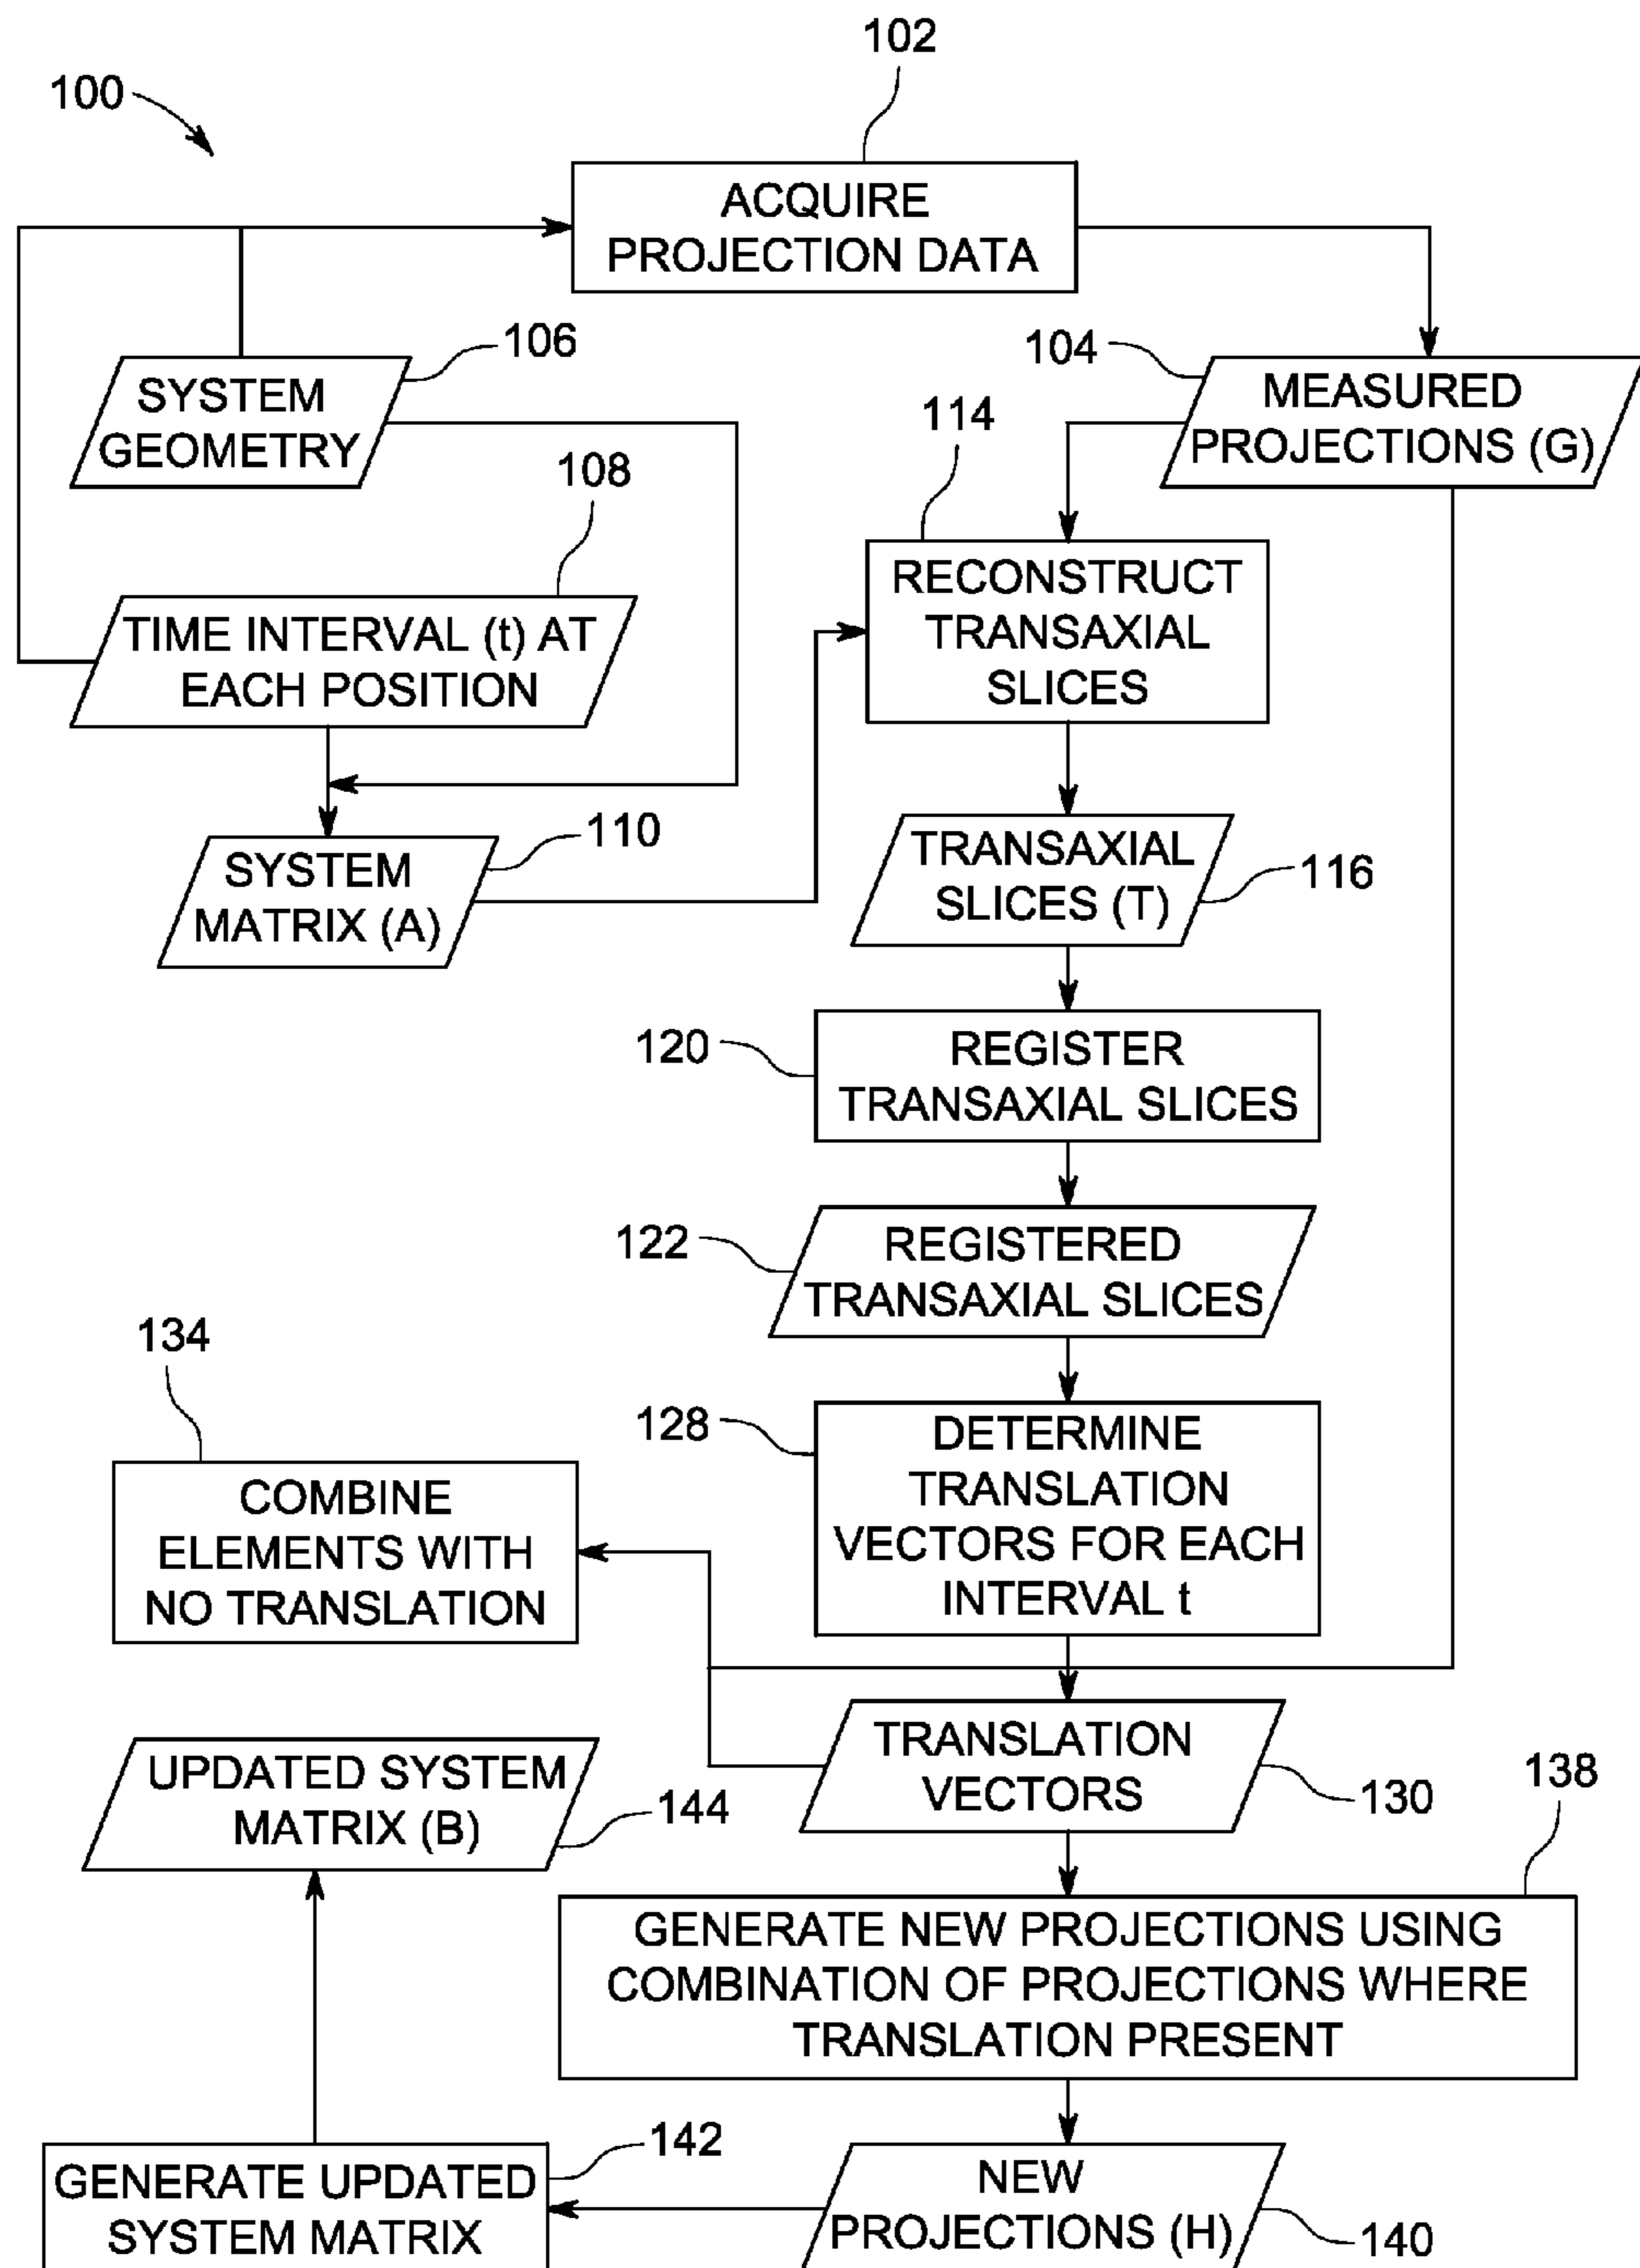 102
100
ACQUIRE
PROJECTION DATA
106
SYSTEM
GEOMETRY
104
MEASURED
PROJECTIONS (G)
108
TIME INTERVAL (t) AT
EACH POSITION
114
RECONSTRUCT
TRANSAXIAL
SLICES
110
SYSTEM
MATRIX (A)
TRANSAXIAL
SLICES (T)
116
120
REGISTER
TRANSAXIAL SLICES
122
REGISTERED
TRANSAXIAL SLICES
134
COMBINE
ELEMENTS WITH
NO TRANSLATION
128
DETERMINE
TRANSLATION
VECTORS FOR EACH
INTERVAL t
UPDATED SYSTEM
MATRIX (B)
144
TRANSLATION
VECTORS
130
138
GENERATE NEW PROJECTIONS USING
COMBINATION OF PROJECTIONS WHERE
TRANSLATION PRESENT
142
GENERATE UPDATED
SYSTEM MATRIX
NEW
PROJECTIONS (H)
140